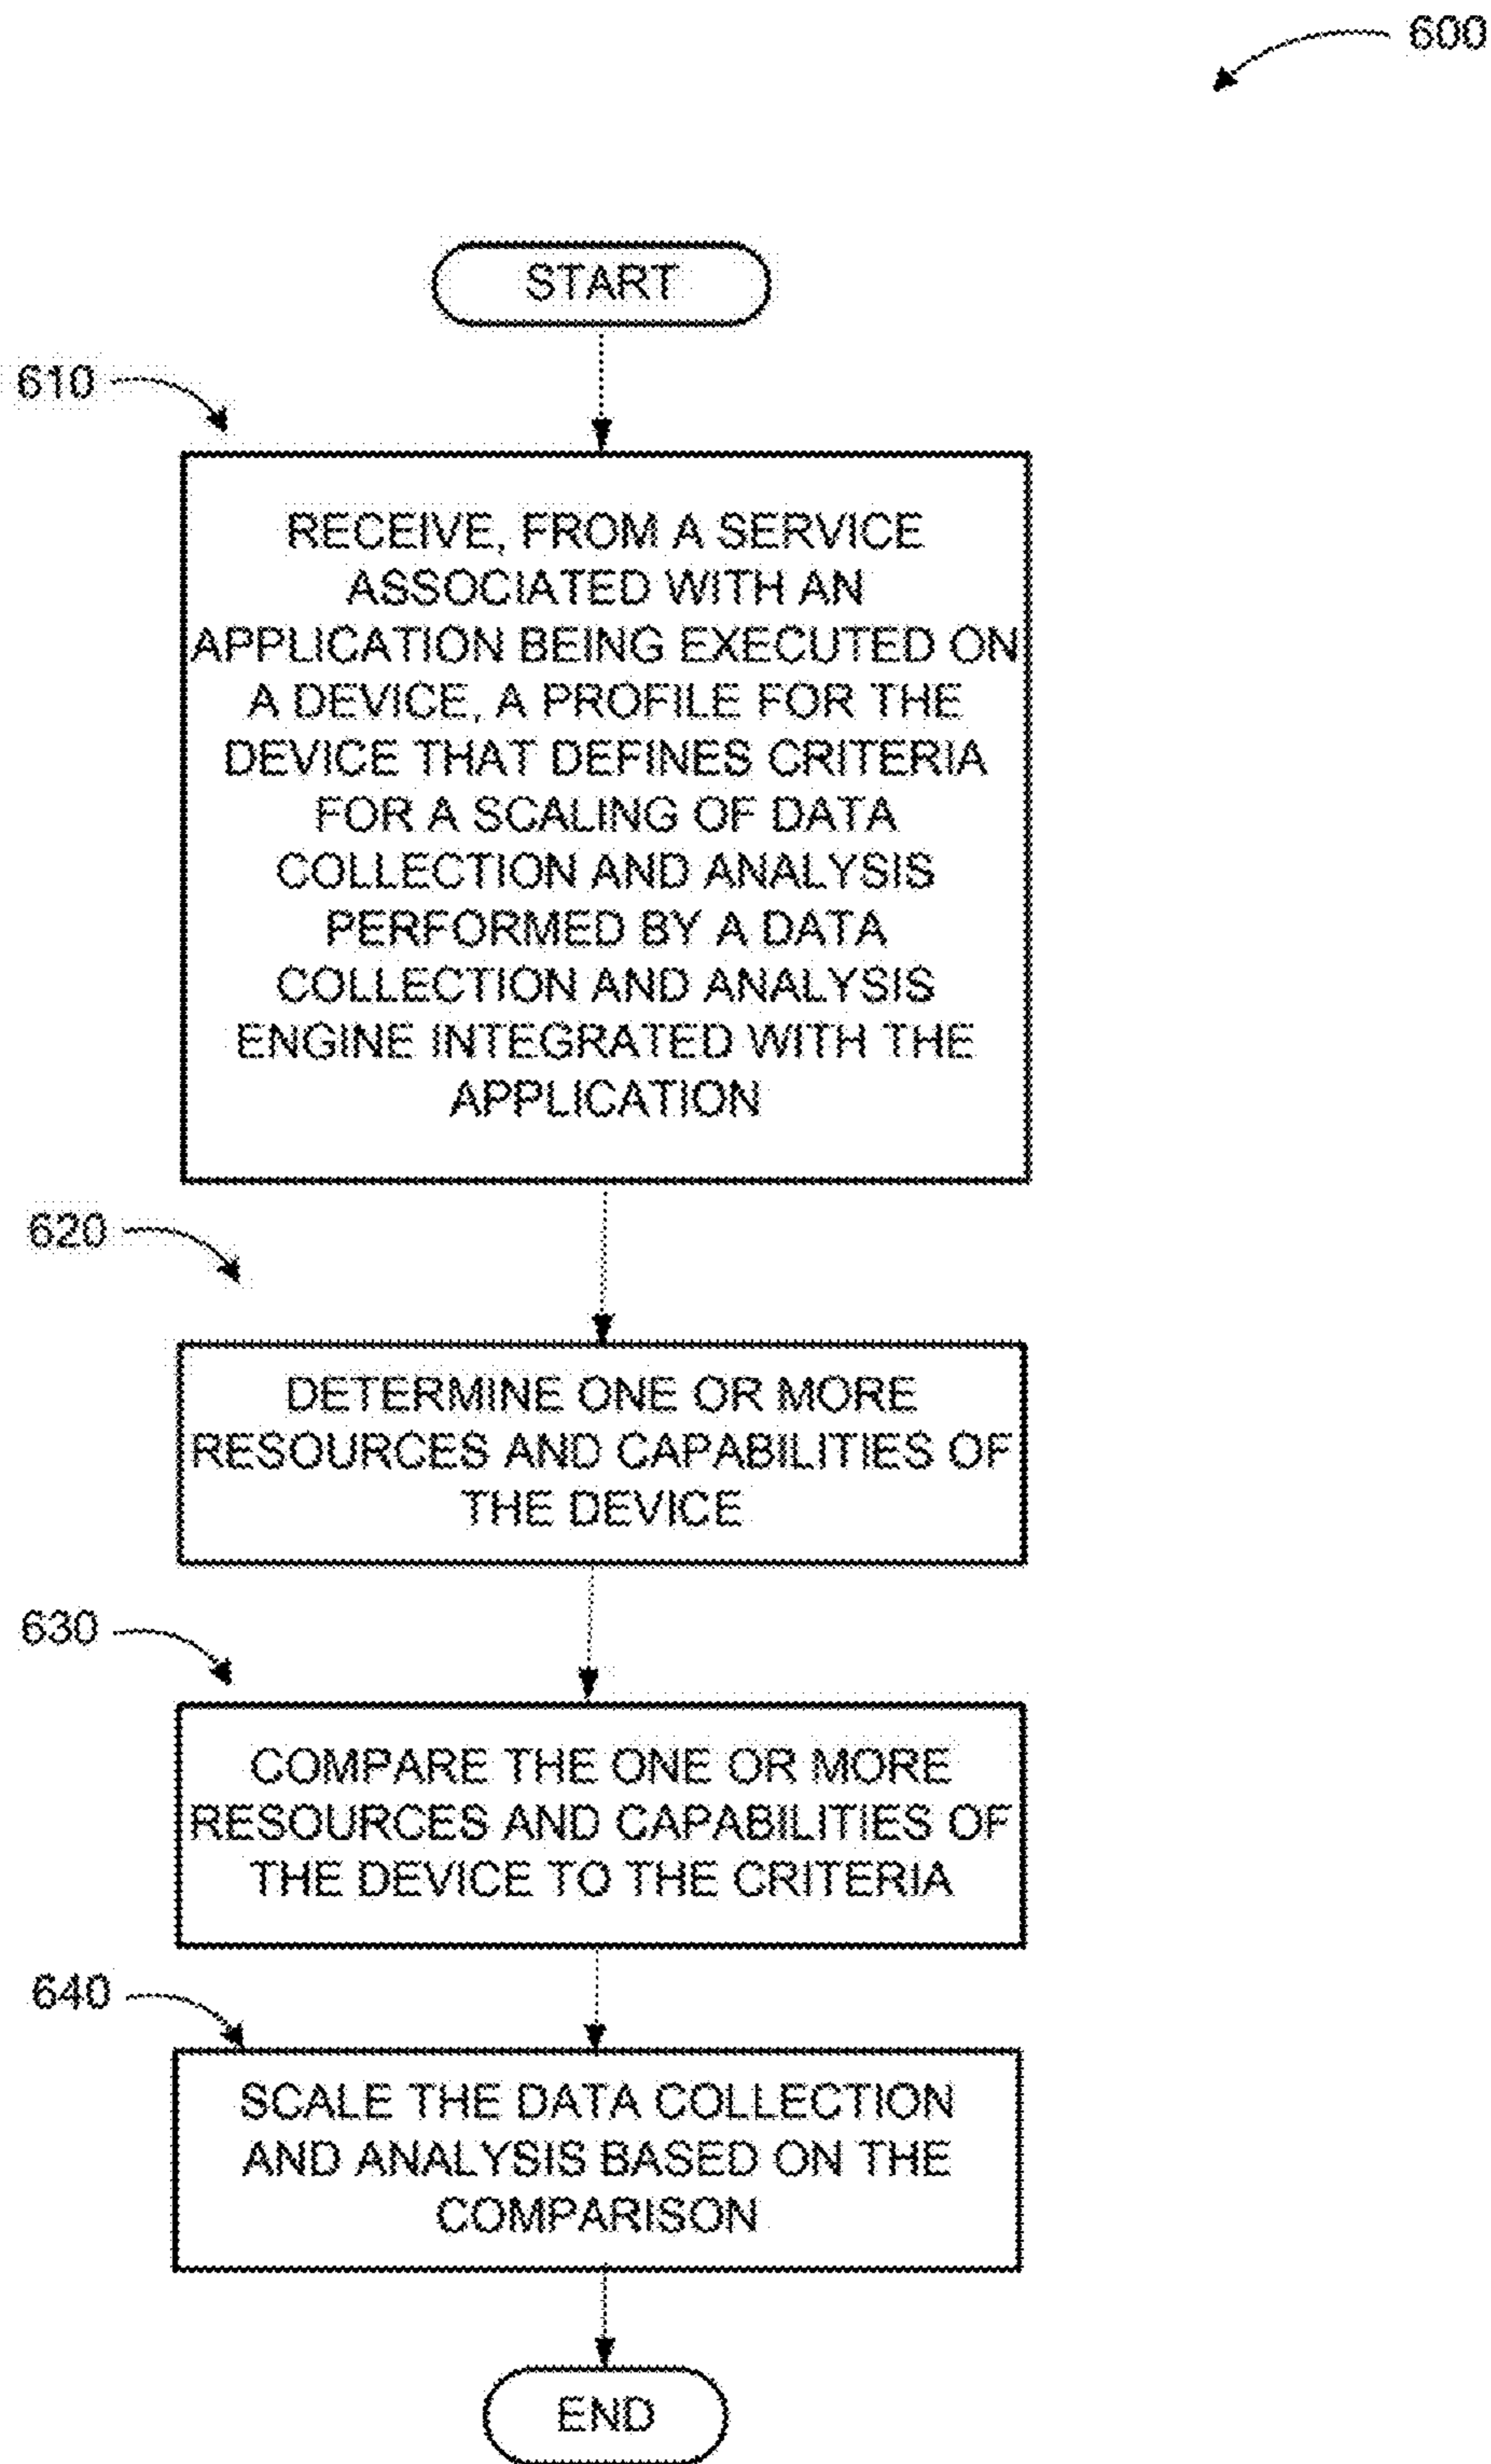 600
START
610
RECEIVE, FROM A SERVICE
ASSOCIATED WITH AN
APPLICATION BEING EXECUTED ON
A DEVICE, A PROFILE FOR THE
DEVICE THAT DEFINES CRITERIA
FOR A SCALING OF DATA
COLLECTION AND ANALYSIS
PERFORMED BY A DATA
COLLECTION AND ANALYSIS
ENGINE INTEGRATED WITH THE
APPLICATION
620
DETERMINE ONE OR MORE
RESOURCES AND CAPABILITIES OF
THE DEVICE
630
COMPARE THE ONE OR MORE
RESOURCES AND CAPABILITIES OF
THE DEVICE TO THE CRITERIA
640
SCALE THE DATA COLLECTION
AND ANALYSIS BASED ON THE
COMPARISON
END